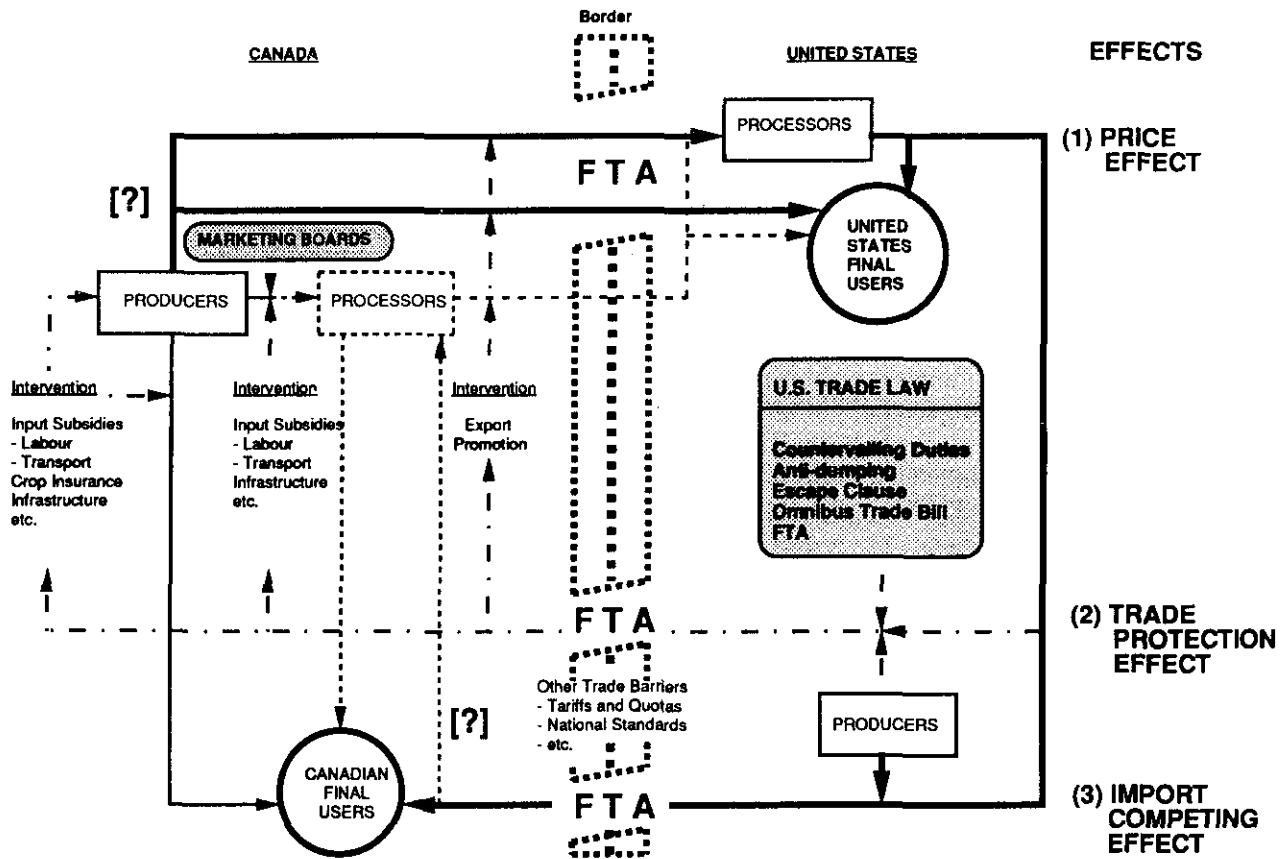 Border
CANADA
UNITED STATES
EFFECTS
PROCESSORS
(1) PRICE
EFFECT
F T A
[?]
MARKETING BOARDS
UNITED
STATES
FINAL
USERS
PRODUCERS
PROCESSORS
Intervention
Input Subsidies
- Labour
- Transport
Crop Insurance
Infrastructure
etc.
Intervention
Input Subsidies
- Labour
- Transport
Infrastructure
etc.
Intervention
Export
Promotion
U.S. TRADE LAW
Countervailing Duties
Anti-dumping
Escape Clause
Omnibus Trade Bill
FTA
F T A
(2) TRADE
PROTECTION
EFFECT
Other Trade Barriers
- Tariffs and Quotas
- National Standards
- etc.
[?]
PRODUCERS
CANADIAN
FINAL
USERS
F T A
(3) IMPORT
COMPETING
EFFECT